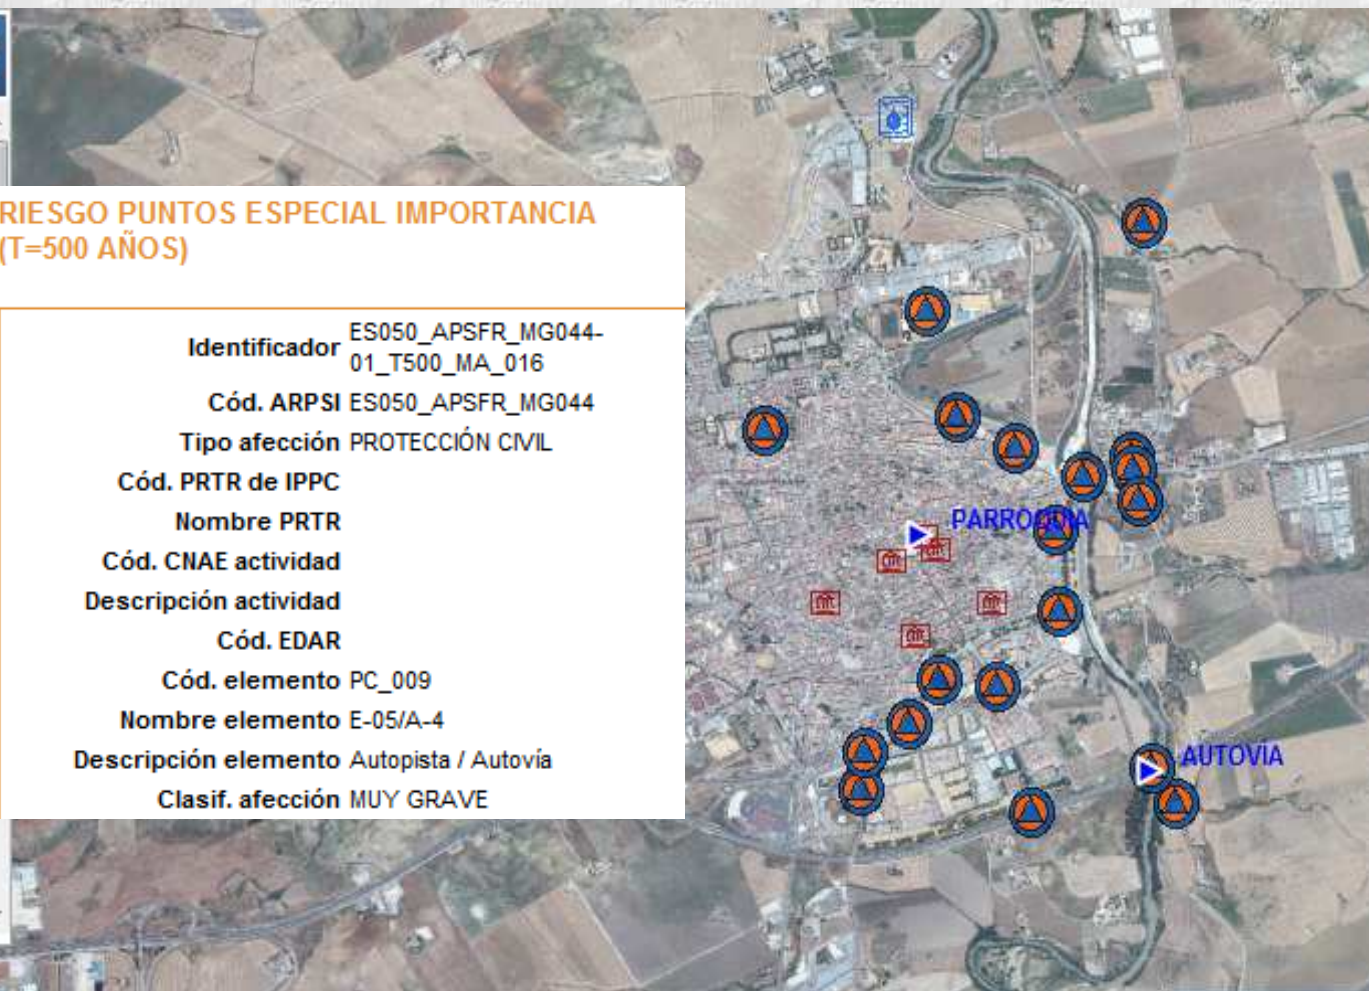 RIESGO PUNTOS ESPECIAL IMPORTANCIA
(T=500 AÑOS)
Identificador ES050_APSFR_MG044-
01_T500_MA_016
Cód. ARPSI ES050_APSFR_MG044
Tipo afección PROTECCIÓN CIVIL
Cód. PRTR de IPPC
Nombre PRTR
Cód. CNAE actividad
Descripción actividad
Cód. EDAR
Cód. elemento PC_009
Nombre elemento E-05/A-4
Descripción elemento Autopista / Autovía
Clasif. afección MUY GRAVE
PARROQUIA
AUTOVÍA